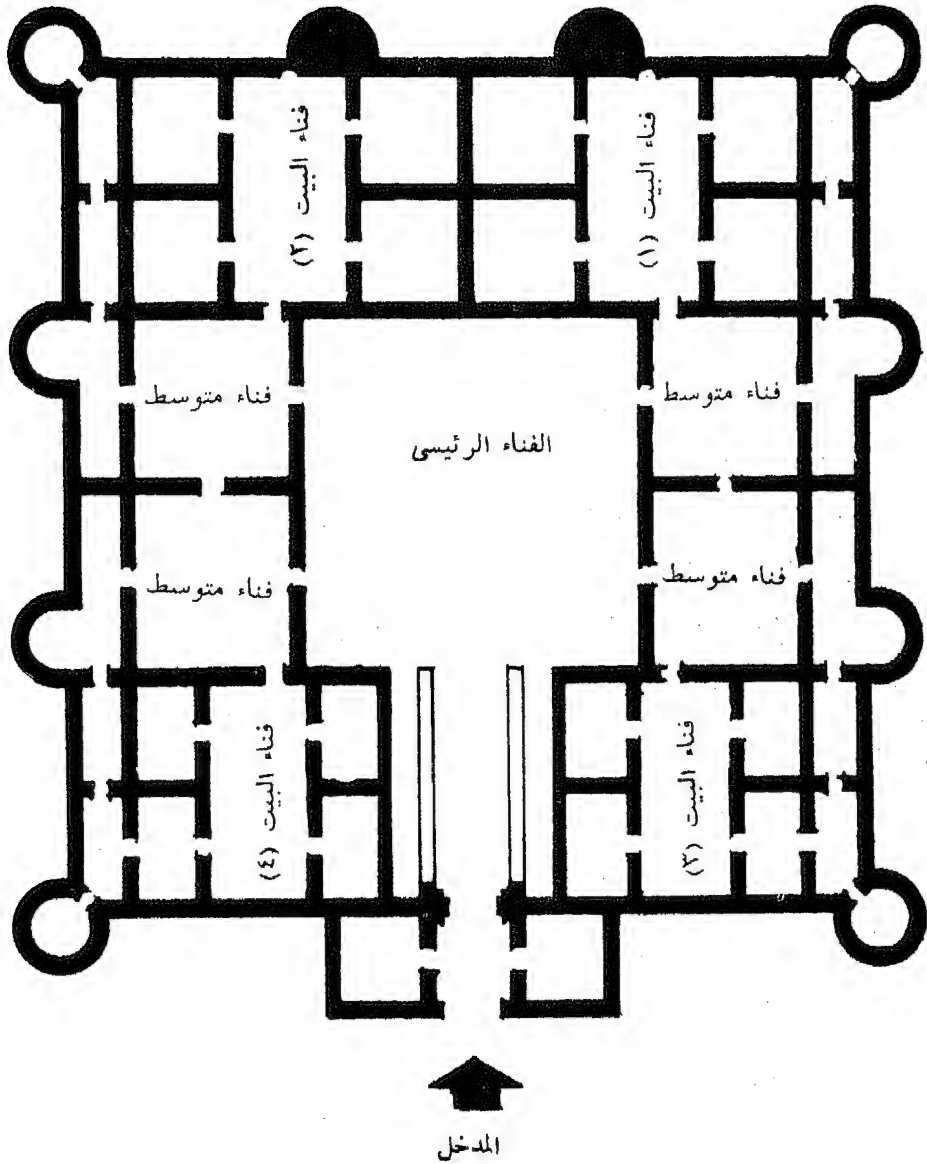 فناء البيت (١)
فناء البيت (٢)
فناء متوسط
فناء متوسط
الفناء الرئيسى
فناء متوسط
فناء متوسط
فناء البيت (٣)
فناء البيت (٤)
المدخل